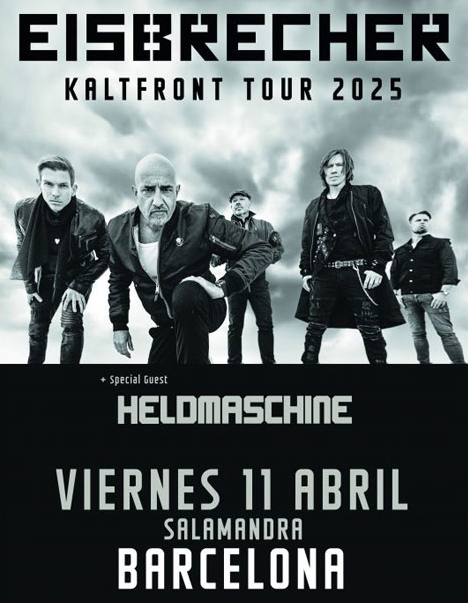 EISBRECHER
KALTFRONT TOUR 2025
+ Special Guest
HELDMASCHINE
VIERNES 11 ABRIL
SALAMANDRA
BARCELONA